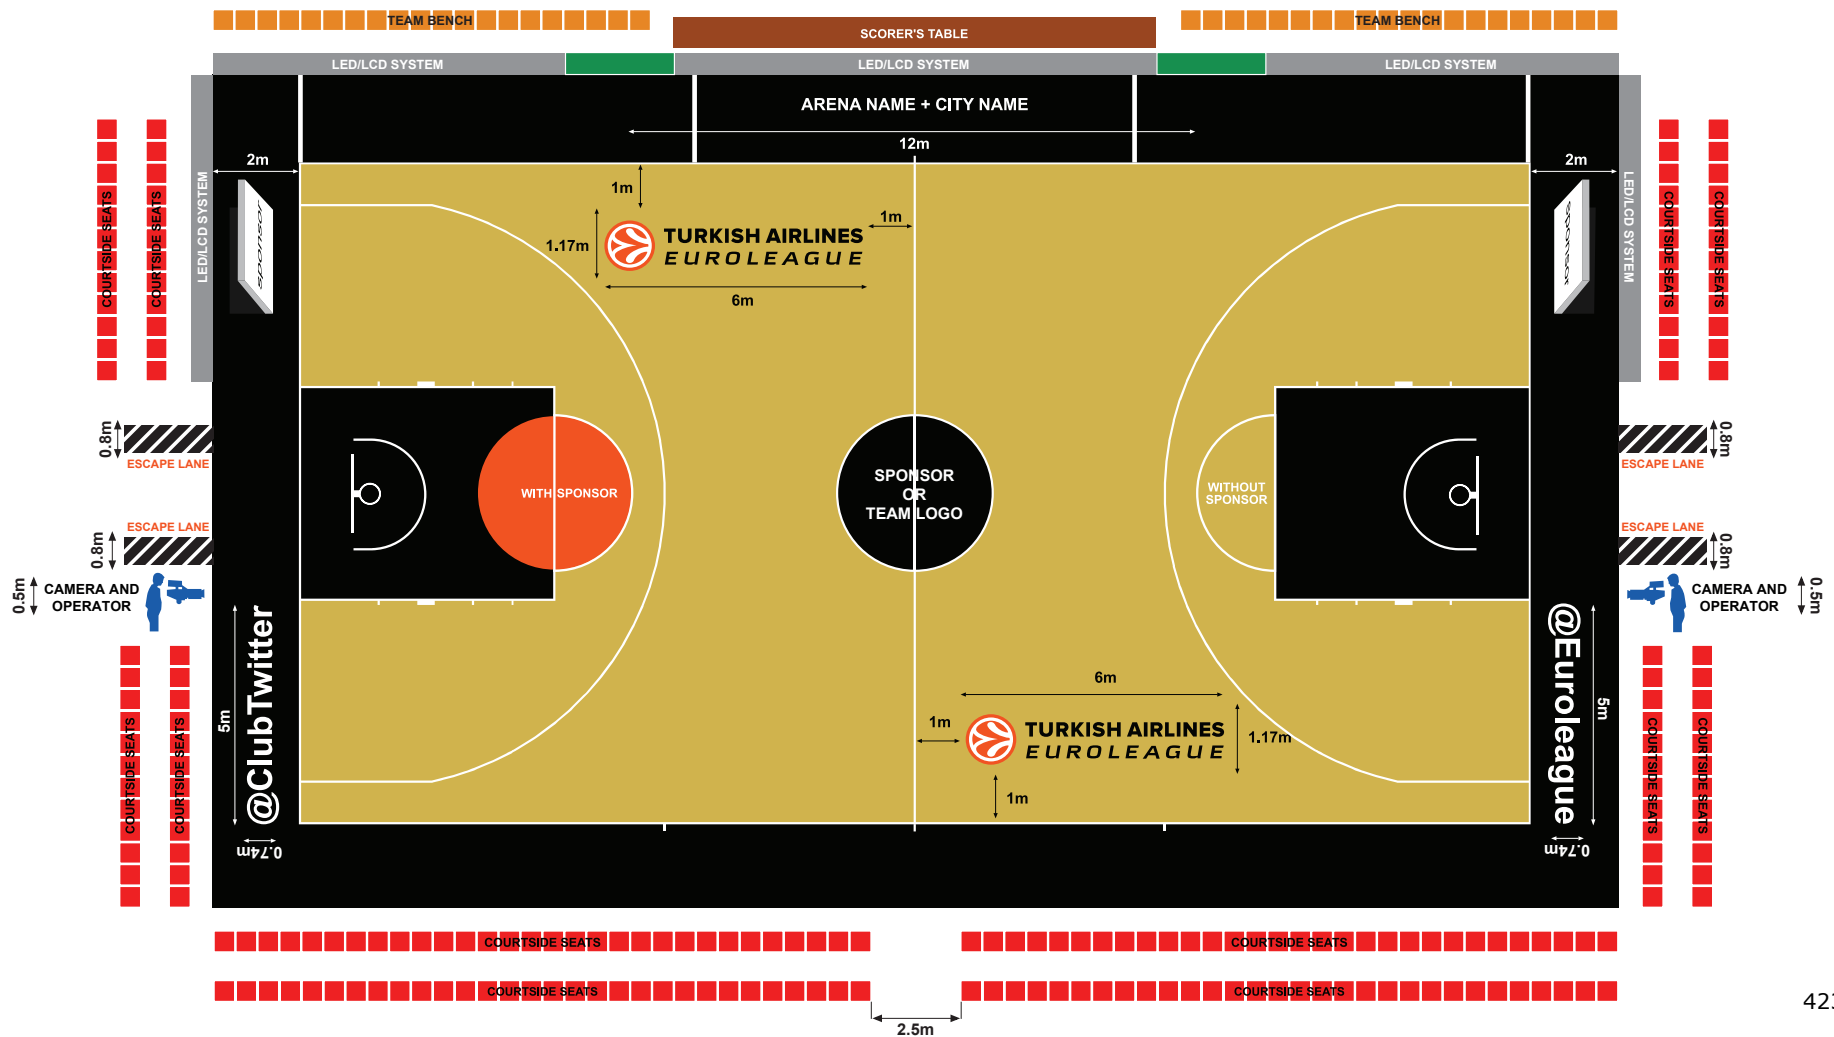 TEAM BENCH
TEAM BENCH
SCORER'S TABLE
LED/LCD SYSTEM
LED/LCD SYSTEM
LED/LCD SYSTEM
ARENA NAME + CITY NAME
12m
2m
2m
COURTSIDE SEATS
COURTSIDE SEATS
LED/LCD SYSTEM
sponsor
1m
1m
1.17m
TURKISH AIRLINES
EUROLEAGUE
6m
sponsor
LED/LCD SYSTEM
COURTSIDE SEATS
COURTSIDE SEATS
0.8m
ESCAPE LANE
WITH SPONSOR
SPONSOR
OR
TEAM LOGO
WITHOUT
SPONSOR
0.8m
ESCAPE LANE
ESCAPE LANE
0.8m
ESCAPE LANE
0.8m
0.5m
CAMERA AND
OPERATOR
CAMERA AND
OPERATOR
0.5m
5m
@ClubTwitter
0.74m
6m
1m
TURKISH AIRLINES
EUROLEAGUE
1.17m
1m
@Euroleague
5m
0.74m
COURTSIDE SEATS
COURTSIDE SEATS
COURTSIDE SEATS
COURTSIDE SEATS
COURTSIDE SEATS
COURTSIDE SEATS
COURTSIDE SEATS
COURTSIDE SEATS
2.5m
423